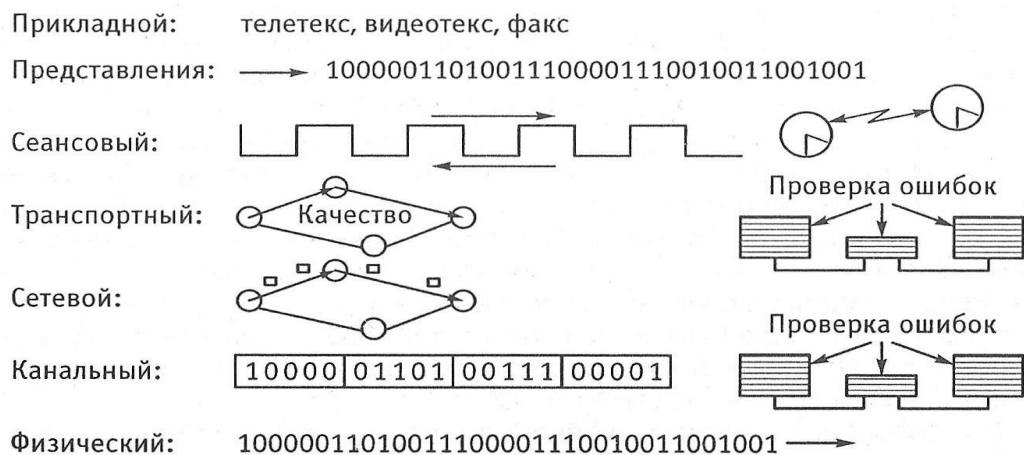 Прикладной: телетекс, видеотекс, факс
Представления: 10000011010011100001110010011001001
Сеансовый:
Проверка ошибок
Транспортный: Качество
Сетевой:
Проверка ошибок
Канальный: 10000 01101 00111 00001
Физический: 10000011010011100001110010011001001